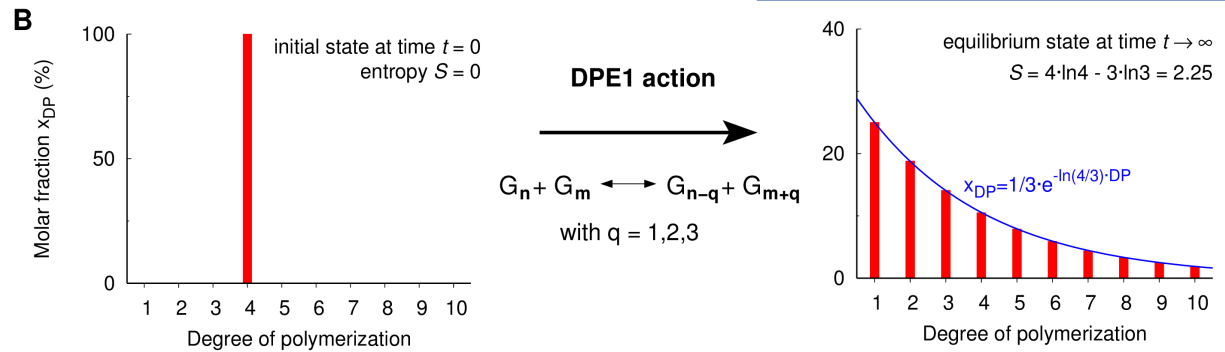 B
100
50
0
Molar fraction x_DP (%)
initial state at time t = 0
entropy S = 0
1 2 3 4 5 6 7 8 9 10
Degree of polymerization
DPE1 action
G_n + G_m ⟷ G_n−q + G_m+q
with q = 1,2,3
40
20
0
equilibrium state at time t → ∞
S = 4·ln4 - 3·ln3 = 2.25
x_DP=1/3·e^-ln(4/3)·DP
1 2 3 4 5 6 7 8 9 10
Degree of polymerization